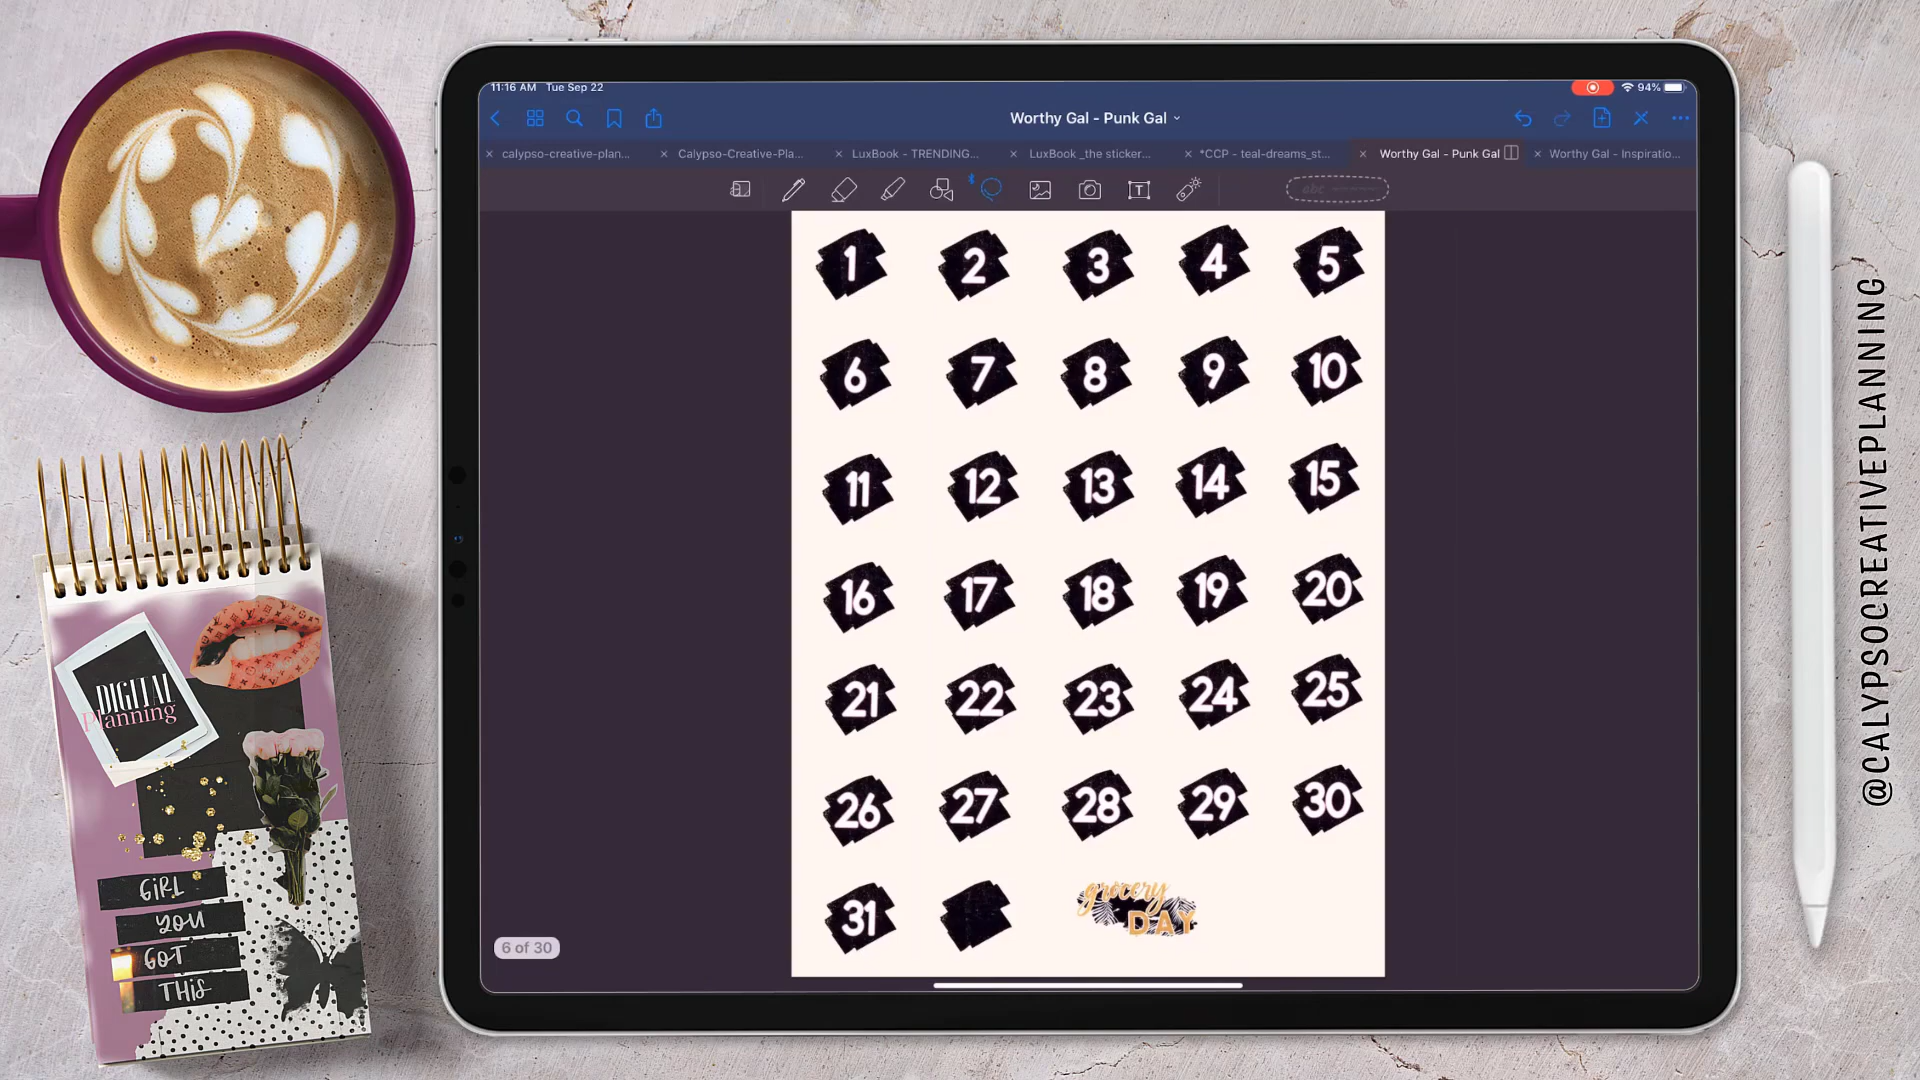 11:16 AM Tue Sep 22
94%
Worthy Gal - Punk Gal
calypso-creative-plan...
Calypso-Creative-Pla...
LuxBook - TRENDING...
LuxBook _the sticker...
*CCP - teal-dreams_st...
Worthy Gal - Punk Gal
Worthy Gal - Inspiratio...
T
abc
1 2 3 4 5
6 7 8 9 10
11 12 13 14 15
16 17 18 19 20
21 22 23 24 25
26 27 28 29 30
31
grocery
DAY
6 of 30
DIGITAL
Planning
GIRL
YOU
GOT
THIS
@CALYPSOCREATIVEPLANNING